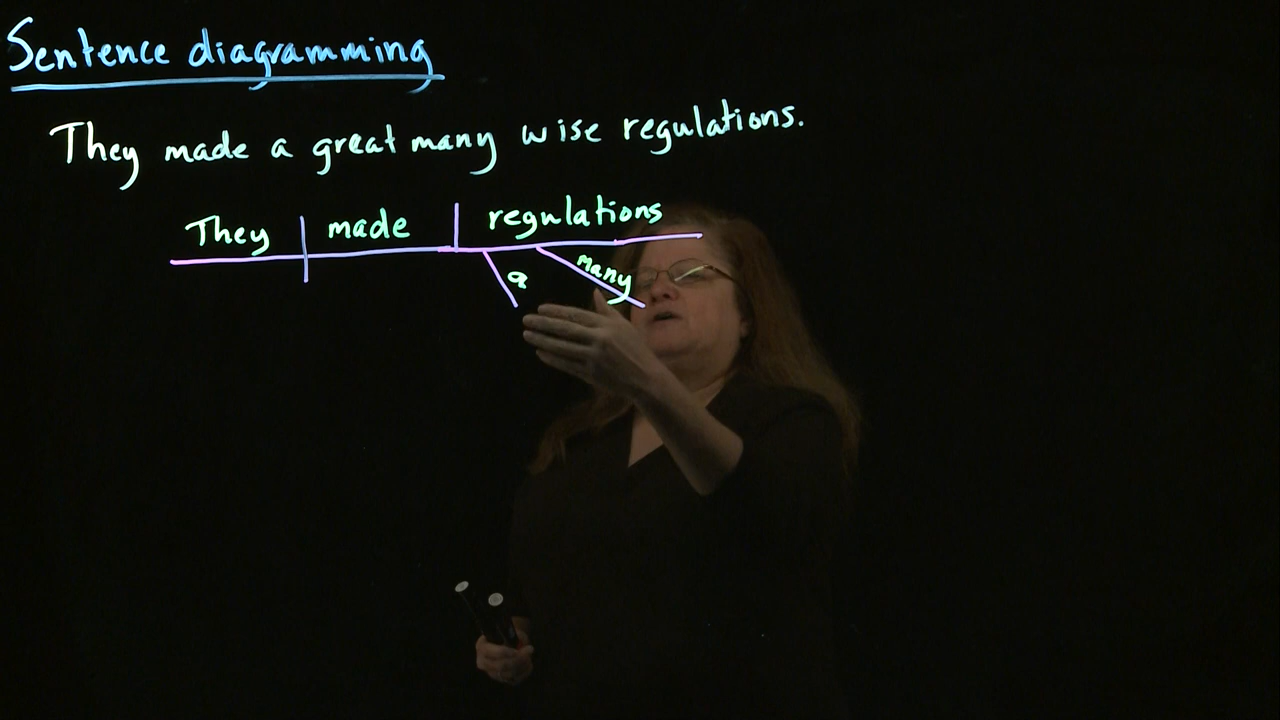 Sentence diagramming
They made a great many wise regulations.
They made regulations
a many